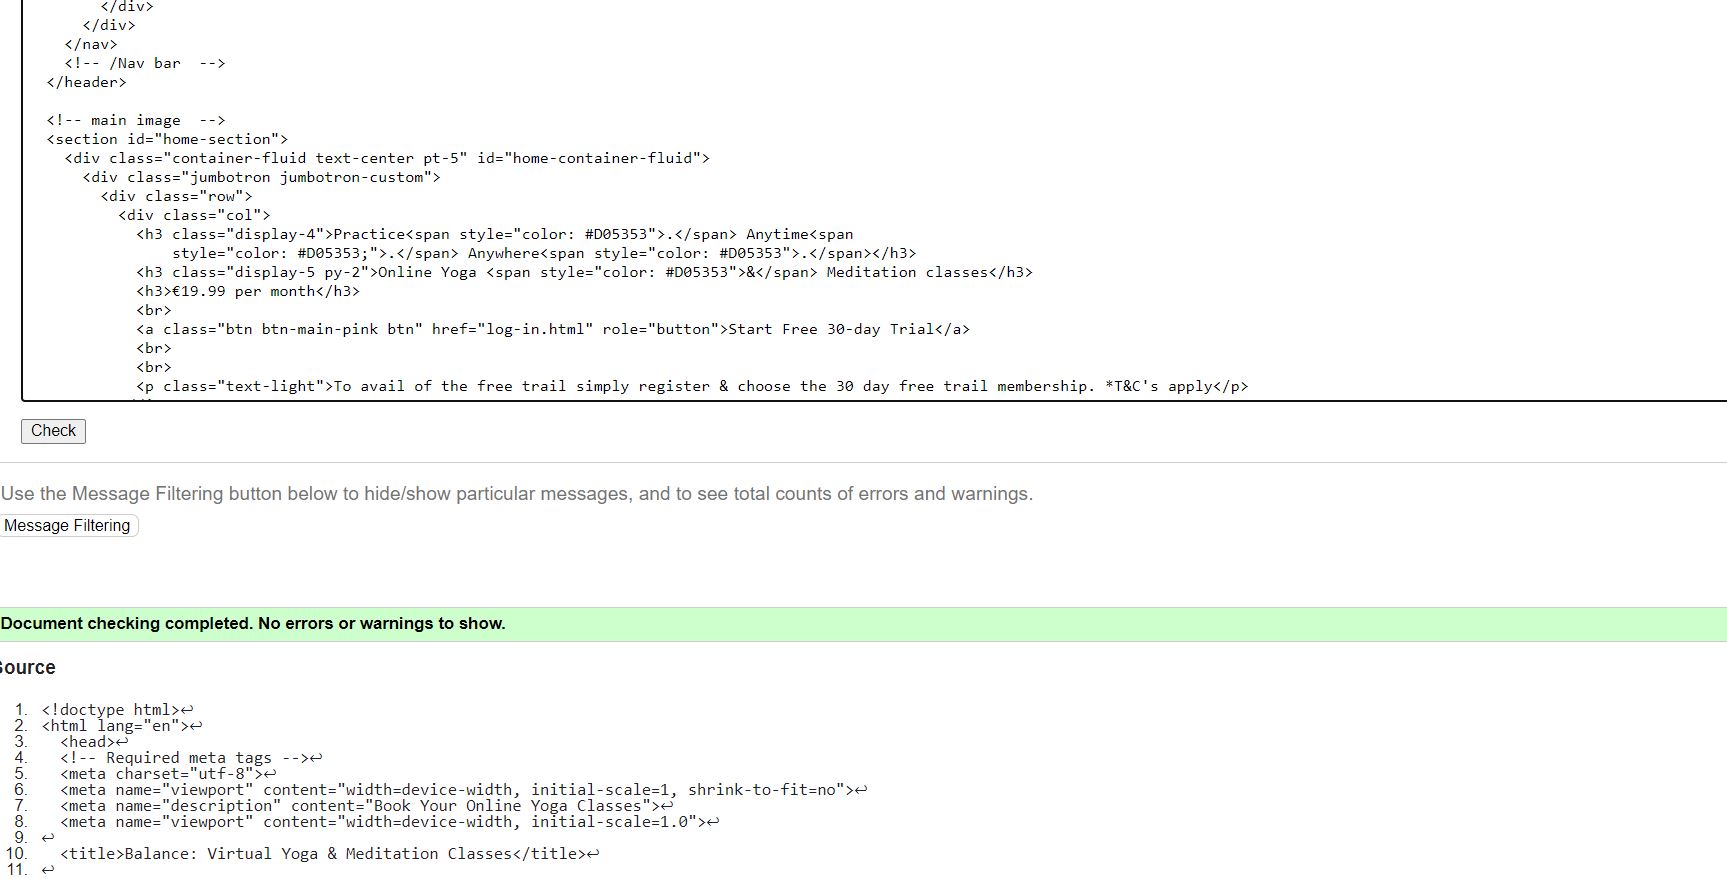 </div>
</div>
</nav>
<!-- /Nav bar  -->
</header>
<!-- main image  -->
<section id="home-section">
<div class="container-fluid text-center pt-5" id="home-container-fluid">
<div class="jumbotron jumbotron-custom">
<div class="row">
<div class="col">
<h3 class="display-4">Practice<span style="color: #D05353">.</span> Anytime<span
style="color: #D05353;">.</span> Anywhere<span style="color: #D05353">.</span></h3>
<h3 class="display-5 py-2">Online Yoga <span style="color: #D05353">&</span> Meditation classes</h3>
<h3>€19.99 per month</h3>
<br>
<a class="btn btn-main-pink btn" href="log-in.html" role="button">Start Free 30-day Trial</a>
<br>
<br>
<p class="text-light">To avail of the free trail simply register & choose the 30 day free trail membership. *T&C's apply</p>
Check
Use the Message Filtering button below to hide/show particular messages, and to see total counts of errors and warnings.
Message Filtering
Document checking completed. No errors or warnings to show.
Source
1. <!doctype html>↩
2. <html lang="en">↩
3. <head>↩
4. <!-- Required meta tags -->↩
5. <meta charset="utf-8">↩
6. <meta name="viewport" content="width=device-width, initial-scale=1, shrink-to-fit=no">↩
7. <meta name="description" content="Book Your Online Yoga Classes">↩
8. <meta name="viewport" content="width=device-width, initial-scale=1.0">↩
9. ↩
10. <title>Balance: Virtual Yoga & Meditation Classes</title>↩
11. ↩